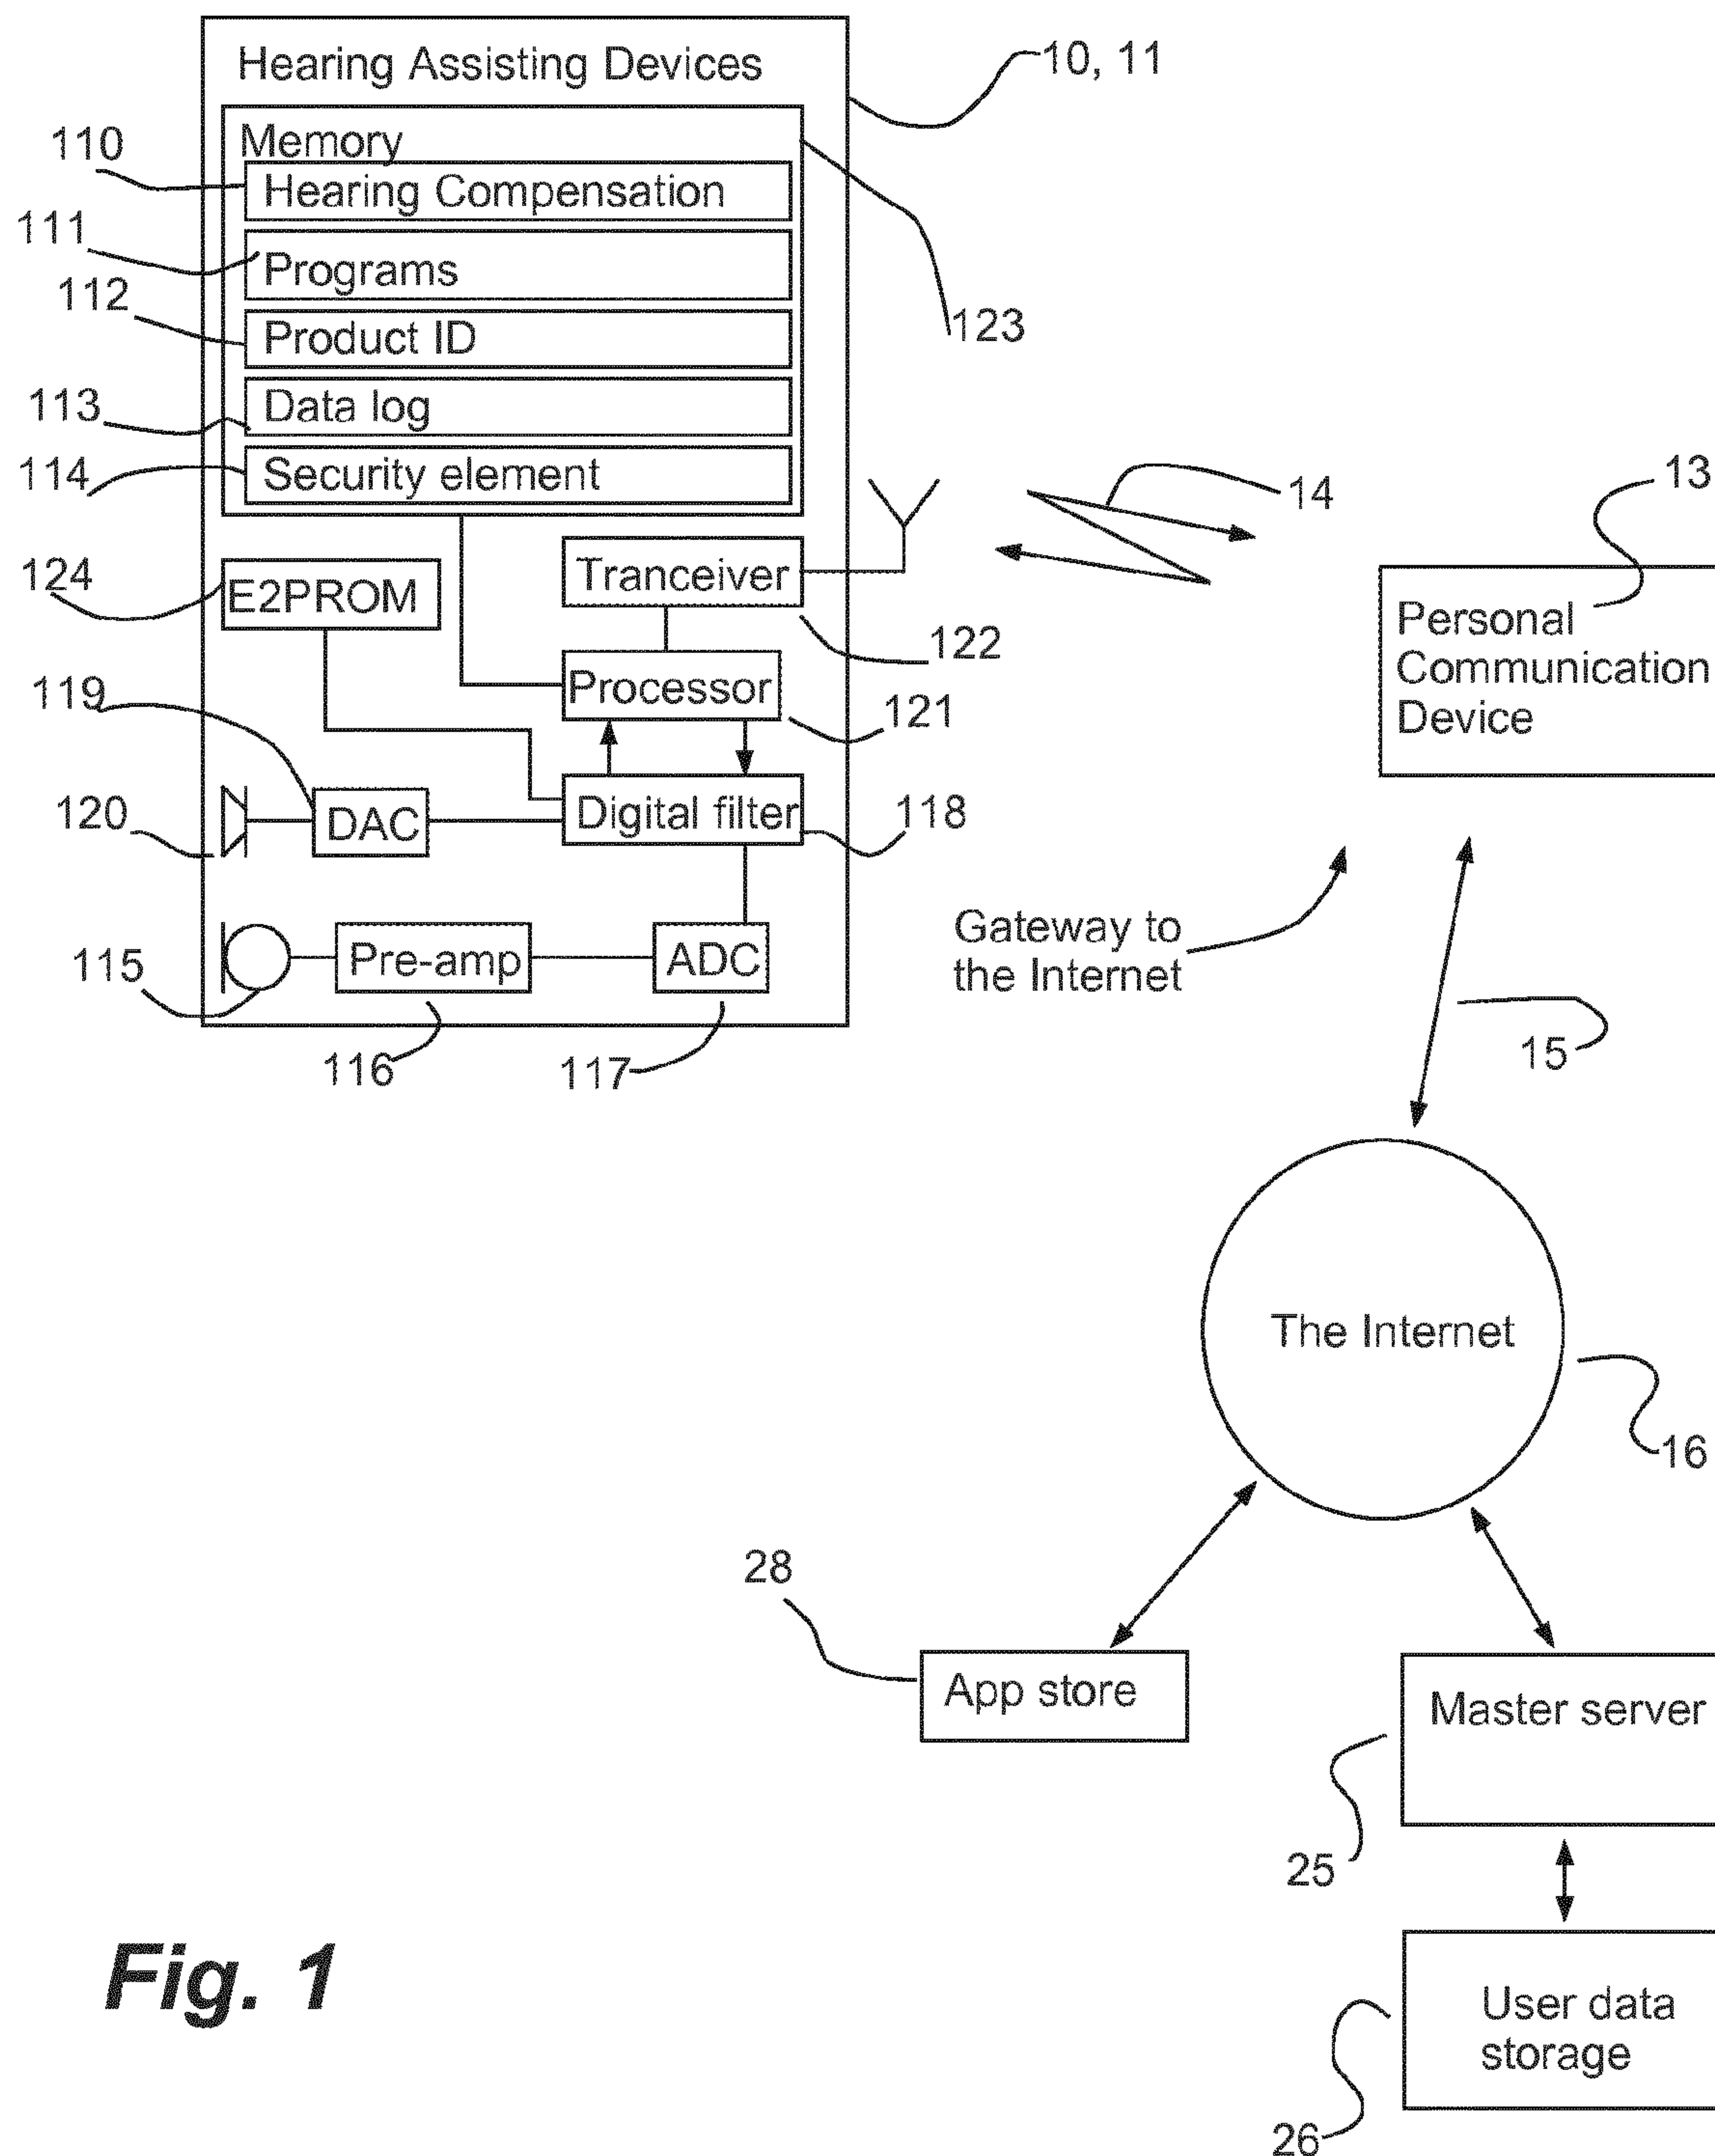 Hearing Assisting Devices
10, 11
Memory
110
Hearing Compensation
111
Programs
112
Product ID
123
113
Data log
114
Security element
14
13
124
E2PROM
Tranceiver
122
Personal
Communication
Device
119
Processor
121
120
DAC
Digital filter
118
Gateway to
the Internet
115
Pre-amp
ADC
116
117
15
The Internet
16
28
App store
Master server
25
User data
storage
26
Fig. 1